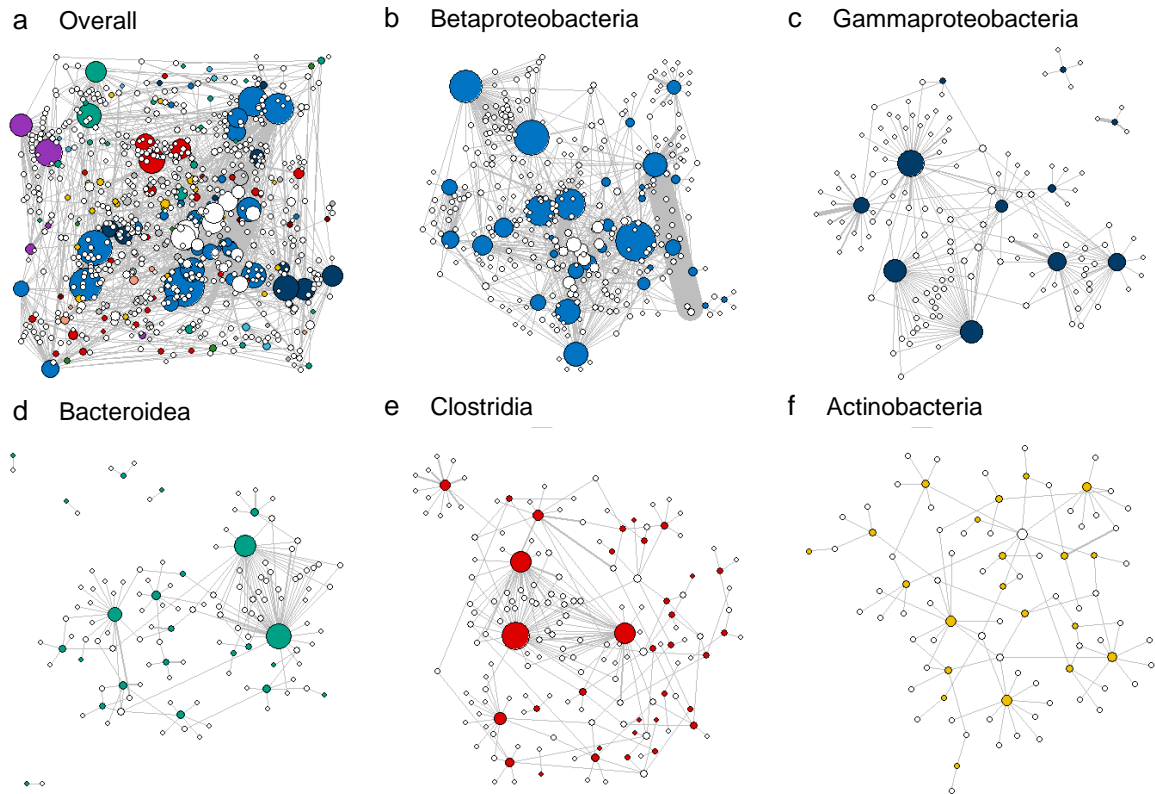 a Overall
b Betaproteobacteria
c Gammaproteobacteria
d Bacteroidea
e Clostridia
f Actinobacteria